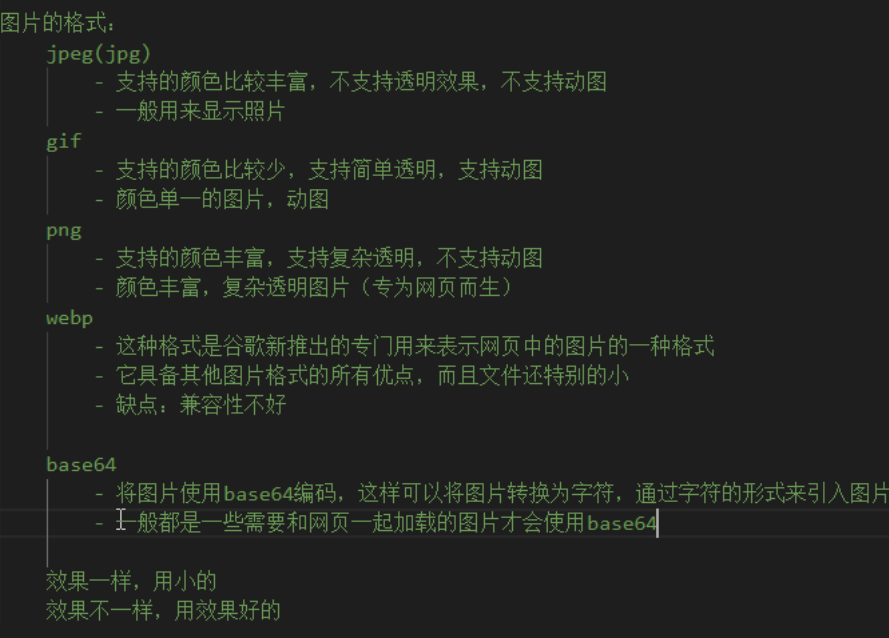 图片的格式：
jpeg(jpg)
- 支持的颜色比较丰富，不支持透明效果，不支持动图
- 一般用来显示照片
gif
- 支持的颜色比较少，支持简单透明，支持动图
- 颜色单一的图片，动图
png
- 支持的颜色丰富，支持复杂透明，不支持动图
- 颜色丰富，复杂透明图片（专为网页而生）
webp
- 这种格式是谷歌新推出的专门用来表示网页中的图片的一种格式
- 它具备其他图片格式的所有优点，而且文件还特别的小
- 缺点：兼容性不好
base64
- 将图片使用base64编码，这样可以将图片转换为字符，通过字符的形式来引入图片
- 一般都是一些需要和网页一起加载的图片才会使用base64
效果一样，用小的
效果不一样，用效果好的